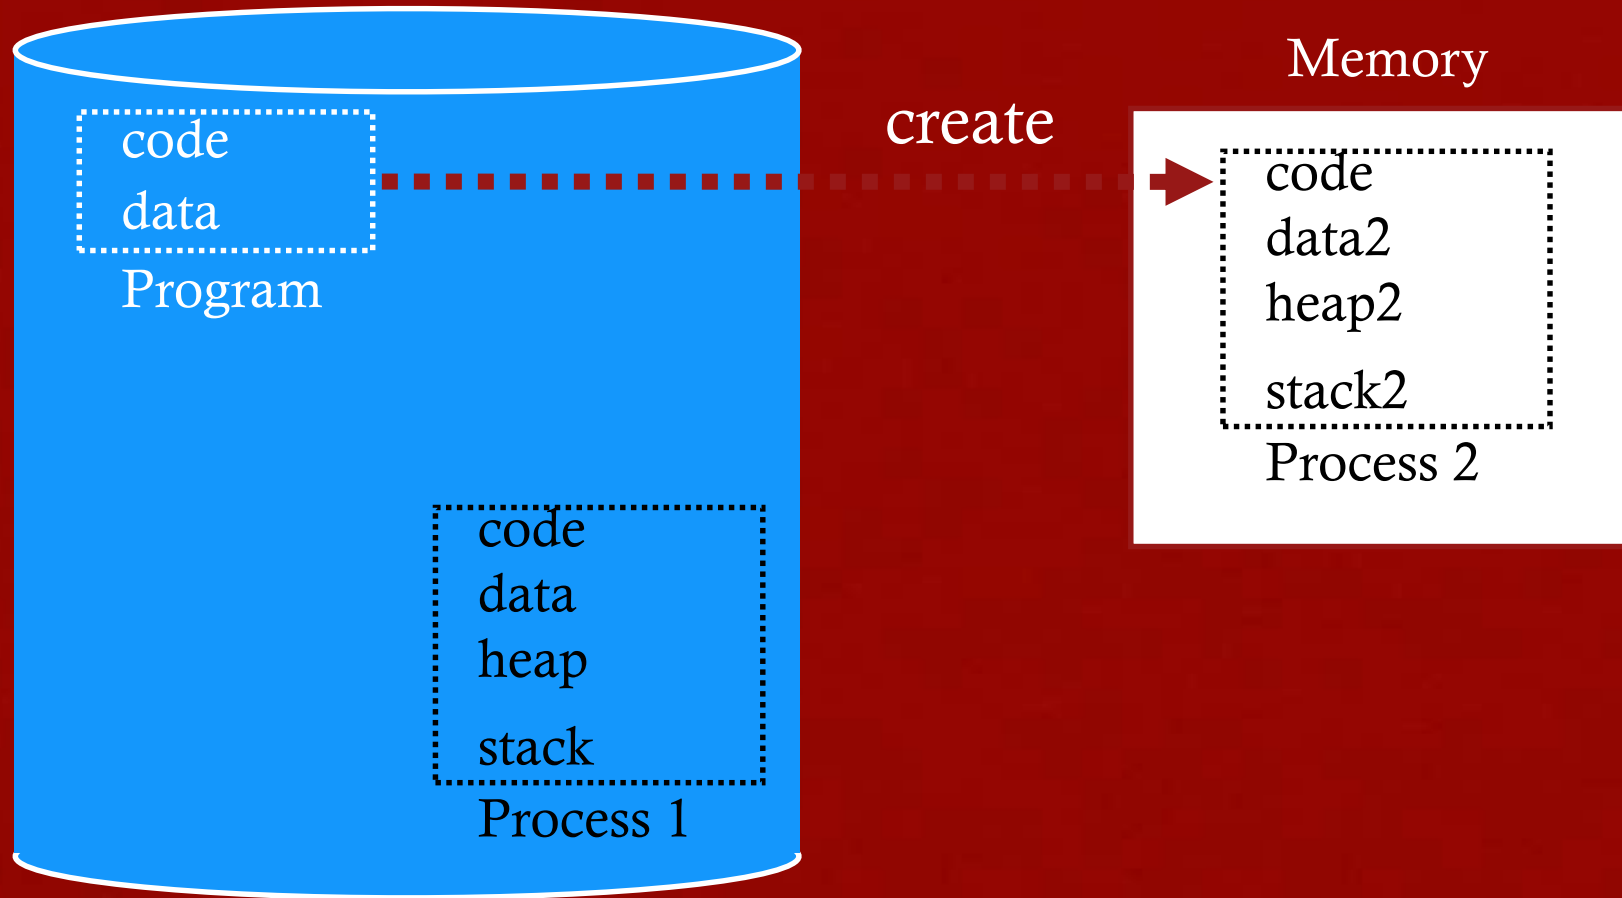 code
data
Program
create
Memory
code
data2
heap2
stack2
Process 2
code
data
heap
stack
Process 1